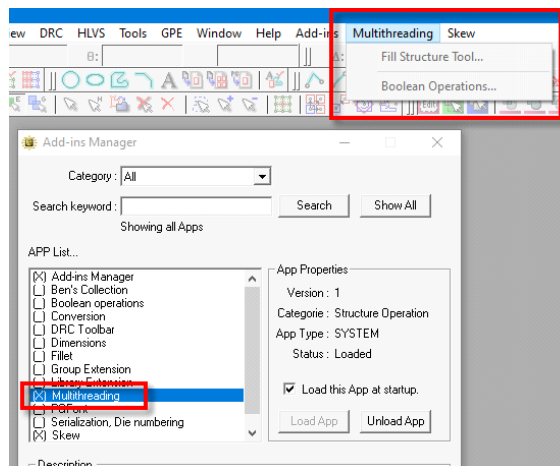 ew DRC HLVS Tools GPE Window Help Add-ins Multithreading Skew
B:
Fill Structure Tool...
Boolean Operations...
Edit
Add-ins Manager
Category : All
Search keyword : Search Show All
Showing all Apps
APP List...
(X) Add-ins Manager
(_) Ben's Collection
(_) Boolean operations
(_) Conversion
(_) DRC Toolbar
(_) Dimensions
(_) Fillet
(_) Group Extension
(_) Library Extension
(X) Multithreading
(_) PGFont
(_) Serialization, Die numbering
(X) Skew
App Properties
Version : 1
Categorie : Structure Operation
App Type : SYSTEM
Status : Loaded
Load this App at startup.
Load App Unload App
Description